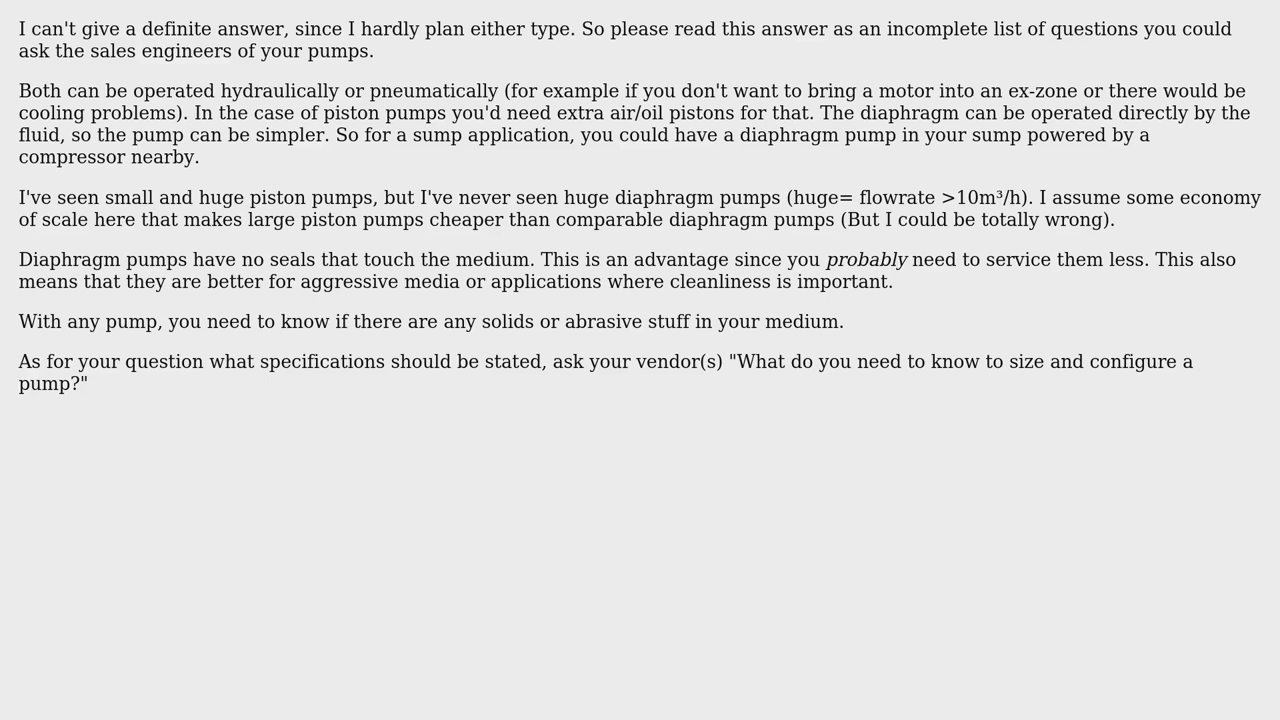 I can't give a definite answer, since I hardly plan either type. So please read this answer as an incomplete list of questions you could
ask the sales engineers of your pumps.
Both can be operated hydraulically or pneumatically (for example if you don't want to bring a motor into an ex-zone or there would be
cooling problems). In the case of piston pumps you'd need extra air/oil pistons for that. The diaphragm can be operated directly by the
fluid, so the pump can be simpler. So for a sump application, you could have a diaphragm pump in your sump powered by a
compressor nearby.
I've seen small and huge piston pumps, but I've never seen huge diaphragm pumps (huge= flowrate >10m³/h). I assume some economy
of scale here that makes large piston pumps cheaper than comparable diaphragm pumps (But I could be totally wrong).
Diaphragm pumps have no seals that touch the medium. This is an advantage since you probably need to service them less. This also
means that they are better for aggressive media or applications where cleanliness is important.
With any pump, you need to know if there are any solids or abrasive stuff in your medium.
As for your question what specifications should be stated, ask your vendor(s) "What do you need to know to size and configure a
pump?"